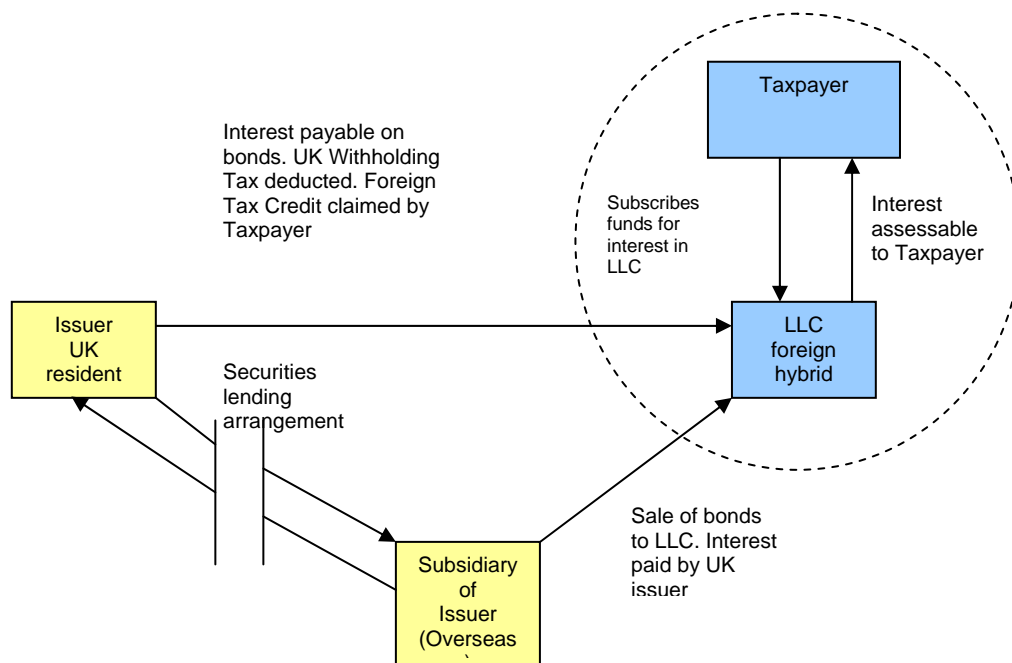 Taxpayer
Interest payable on
bonds. UK Withholding
Tax deducted. Foreign
Tax Credit claimed by
Taxpayer
Subscribes
funds for
interest in
LLC
Interest
assessable
to Taxpayer
Issuer
UK
resident
LLC
foreign
hybrid
Securities
lending
arrangement
Sale of bonds
to LLC. Interest
paid by UK
issuer
Subsidiary
of
Issuer
(Overseas
)